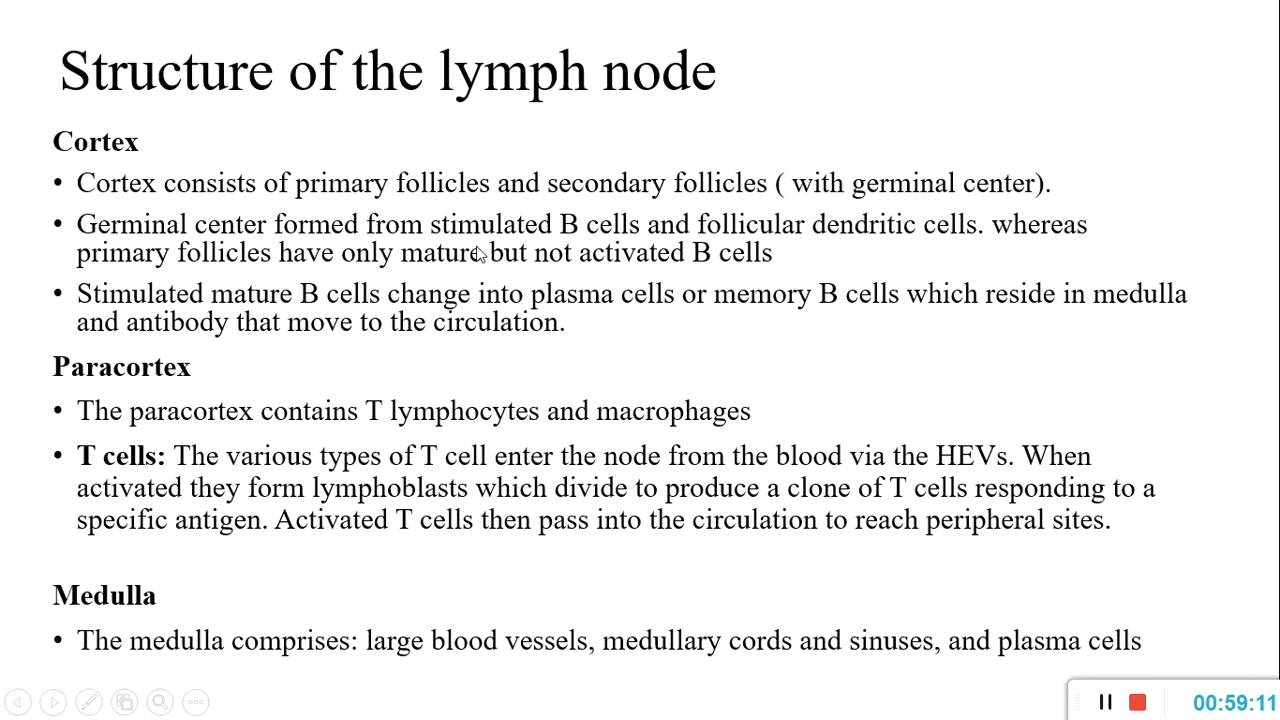 Structure of the lymph node
Cortex
• Cortex consists of primary follicles and secondary follicles ( with germinal center).
• Germinal center formed from stimulated B cells and follicular dendritic cells. whereas
primary follicles have only mature but not activated B cells
• Stimulated mature B cells change into plasma cells or memory B cells which reside in medulla
and antibody that move to the circulation.
Paracortex
• The paracortex contains T lymphocytes and macrophages
• T cells: The various types of T cell enter the node from the blood via the HEVs. When
activated they form lymphoblasts which divide to produce a clone of T cells responding to a
specific antigen. Activated T cells then pass into the circulation to reach peripheral sites.
Medulla
• The medulla comprises: large blood vessels, medullary cords and sinuses, and plasma cells
00:59:11